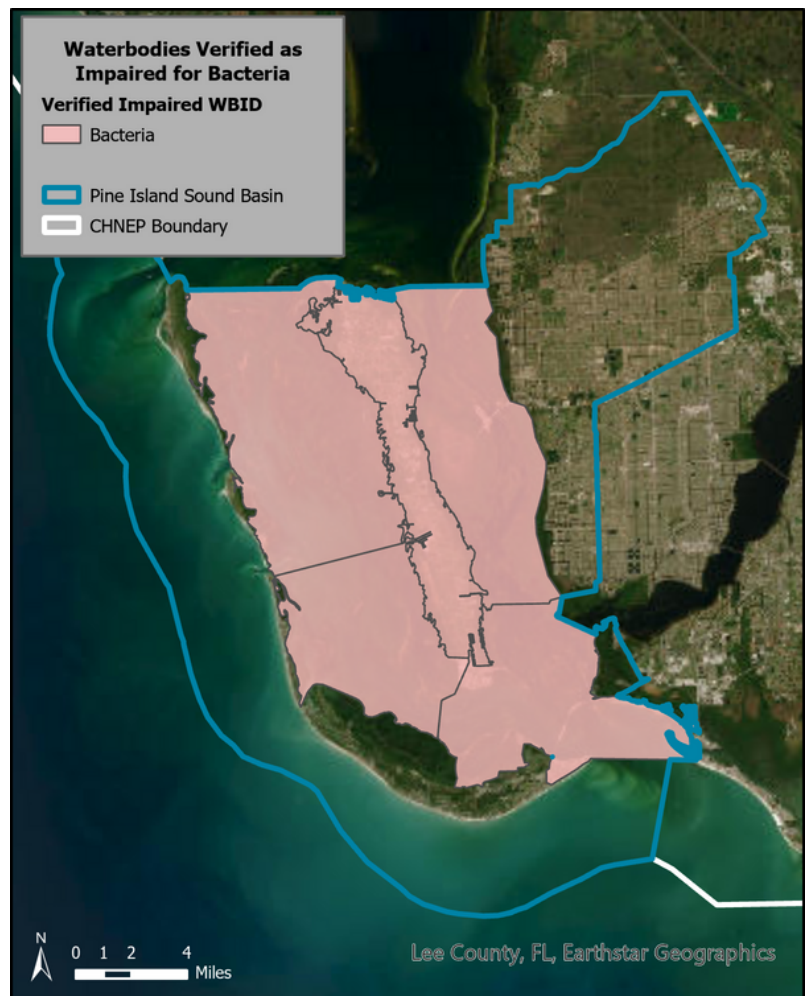 Waterbodies Verified as
Impaired for Bacteria
Verified Impaired WBID
Bacteria
Pine Island Sound Basin
CHNEP Boundary
N
0 1 2 4
Miles
Lee County, FL, Earthstar Geographics